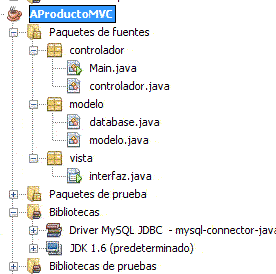 AProductoMVC
Paquetes de fuentes
controlador
Main.java
controlador.java
modelo
database.java
modelo.java
vista
interfaz.java
Paquetes de prueba
Bibliotecas
Driver MySQL JDBC - mysql-connector-java
JDK 1.6 (predeterminado)
Bibliotecas de pruebas